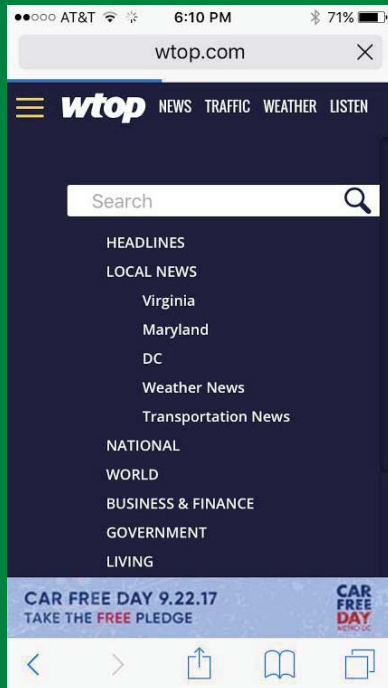 AT&T 6:10 PM 71%
wtop.com
wtop NEWS TRAFFIC WEATHER LISTEN
Search
HEADLINES
LOCAL NEWS
Virginia
Maryland
DC
Weather News
Transportation News
NATIONAL
WORLD
BUSINESS & FINANCE
GOVERNMENT
LIVING
CAR FREE DAY 9.22.17
TAKE THE FREE PLEDGE
CAR
FREE
DAY
METRO DC